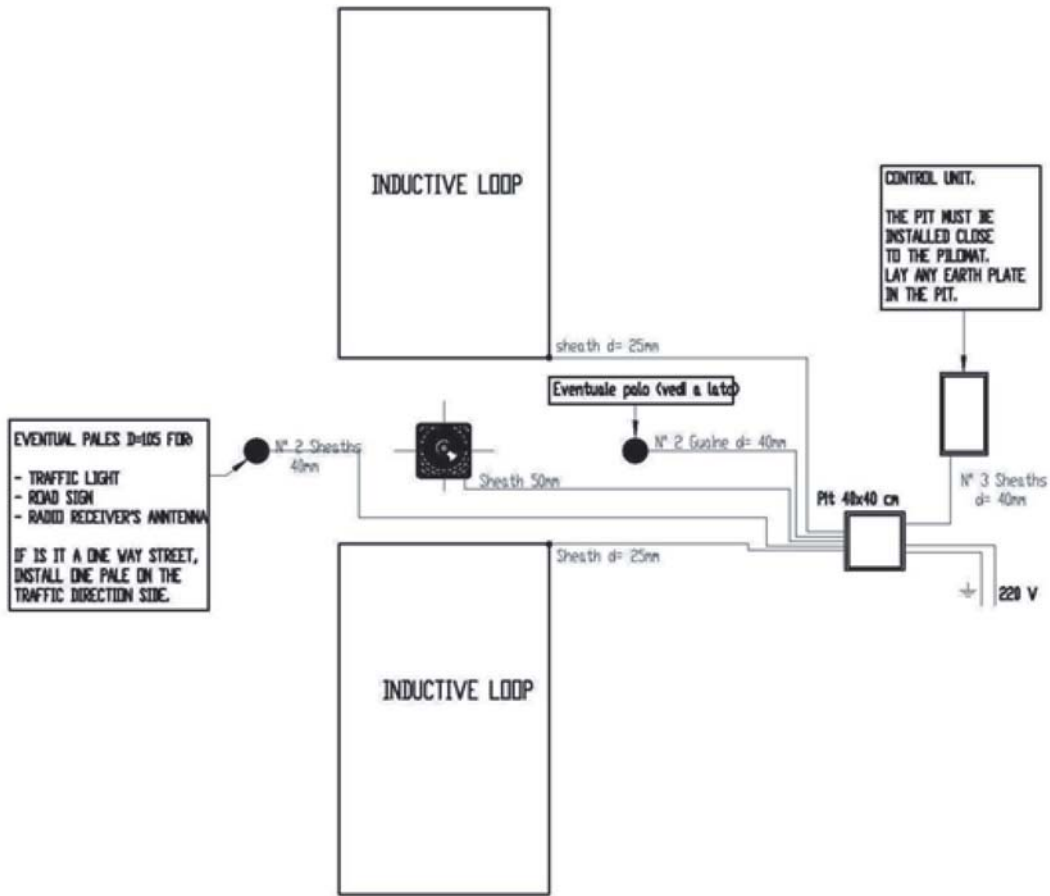 INDUCTIVE LOOP
CONTROL UNIT.
THE PIT MUST BE
INSTALLED CLOSE
TO THE PILOMAT.
LAY ANY EARTH PLATE
IN THE PIT.
sheath d= 25mm
Eventuale palo (vedi a lato)
EVENTUAL PALES D=105 FOR:
- TRAFFIC LIGHT
- ROAD SIGN
- RADIO RECEIVER'S ANNTENNA
IF IS IT A ONE WAY STREET,
INSTALL ONE PALE ON THE
TRAFFIC DIRECTION SIDE.
N° 2 Sheaths
40mm
Sheath 50mm
N° 2 Guaine d= 40mm
N° 3 Sheaths
d= 40mm
Pit 40x40 cm
Sheath d= 25mm
220 V
INDUCTIVE LOOP